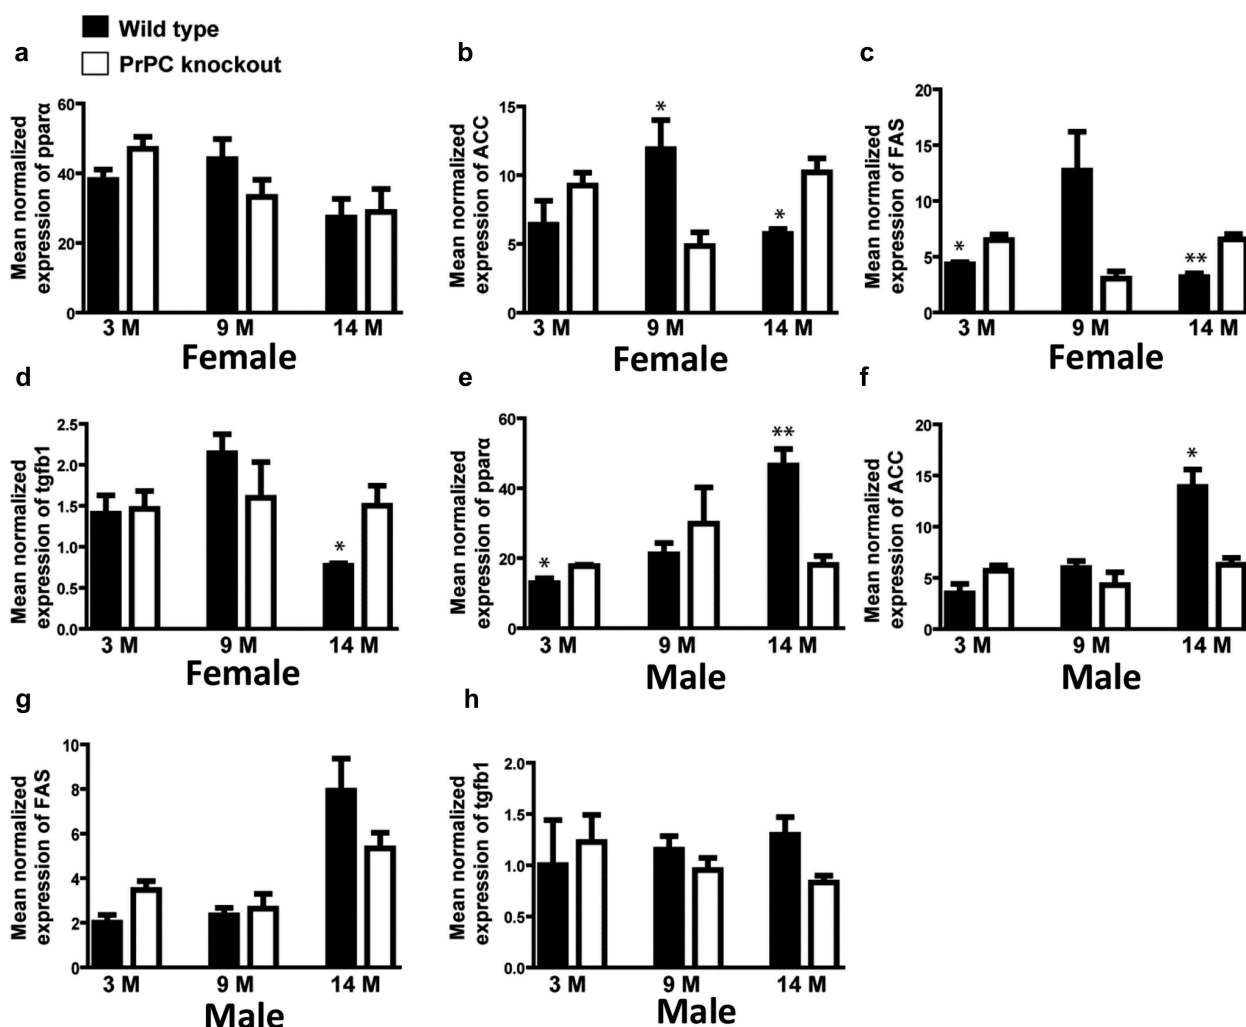 Wild type
PrPC knockout
a
Mean normalized
expression of pparα
60
40
20
0
3 M 9 M 14 M
Female
b
Mean normalized
expression of ACC
15
10
5
0
*
*
3 M 9 M 14 M
Female
c
Mean normalized
expression of FAS
20
15
10
5
0
*
**
3 M 9 M 14 M
Female
d
Mean normalized
expression of tgfb1
2.5
2.0
1.5
1.0
0.5
0.0
*
3 M 9 M 14 M
Female
e
Mean normalized
expression of pparα
60
40
20
0
*
**
3 M 9 M 14 M
Male
f
Mean normalized
expression of ACC
20
15
10
5
0
*
3 M 9 M 14 M
Male
g
Mean normalized
expression of FAS
10
8
6
4
2
0
3 M 9 M 14 M
Male
h
Mean normalized
expression of tgfb1
2.0
1.5
1.0
0.5
0.0
3 M 9 M 14 M
Male